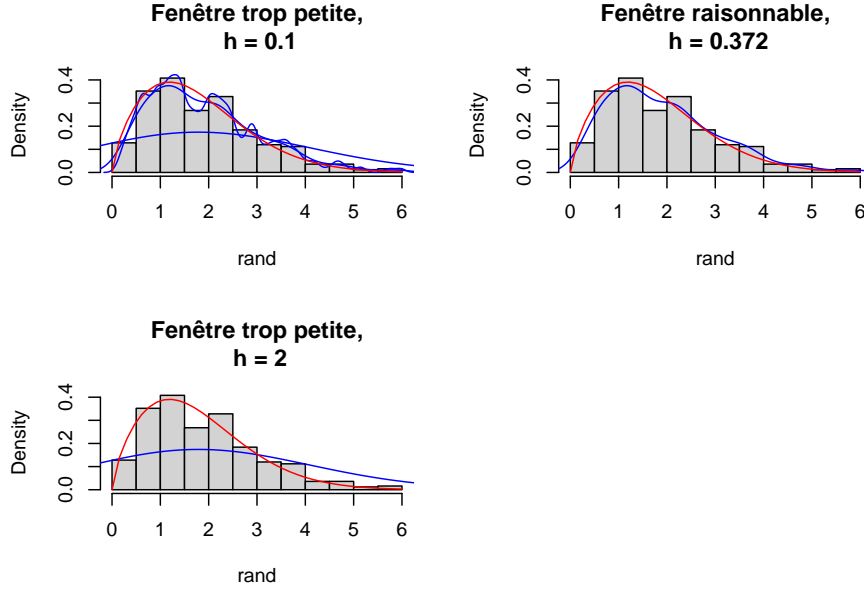 Fenêtre trop petite,
h = 0.1
Density
0.0 0.2 0.4
0 1 2 3 4 5 6
rand
Fenêtre raisonnable,
h = 0.372
Density
0.0 0.2 0.4
0 1 2 3 4 5 6
rand
Fenêtre trop petite,
h = 2
Density
0.0 0.2 0.4
0 1 2 3 4 5 6
rand